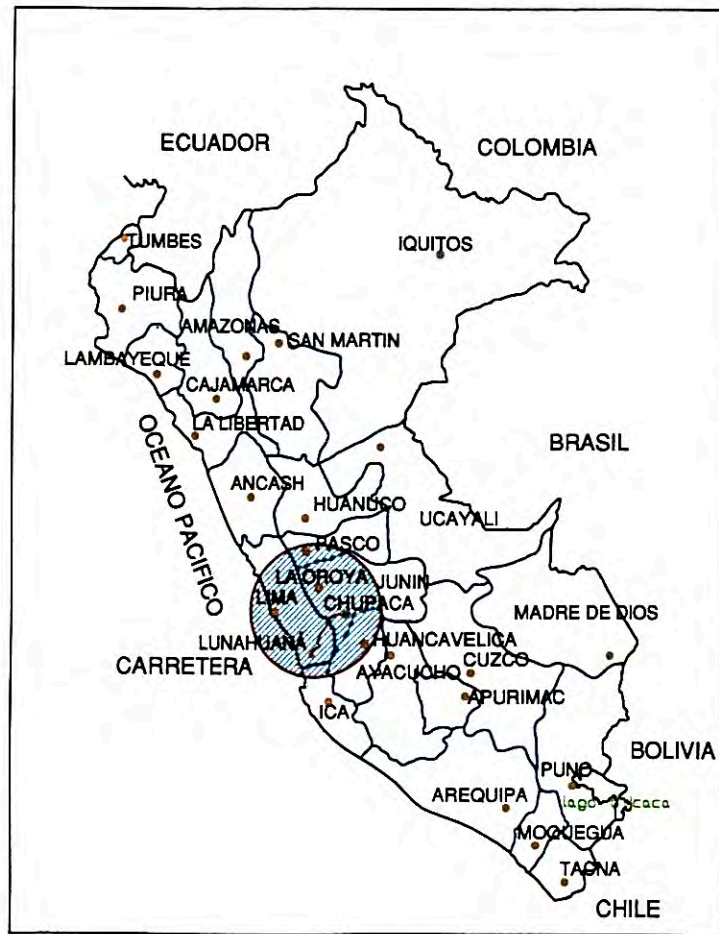 ECUADOR
COLOMBIA
TUMBES
IQUITOS
PIURA
AMAZONAS
SAN MARTIN
LAMBAYEQUE
CAJAMARCA
LA LIBERTAD
OCEANO PACIFICO
BRASIL
ANCASH
HUANUCO
UCAYALI
PASCO
LA OROYA
JUNIN
LIMA
CHUPACA
MADRE DE DIOS
LUNAHUANÁ
HUANCAVELICA
CARRETERA
AYACUCHO
CUZCO
APURIMAC
ICA
BOLIVIA
PUNO
AREQUIPA
lago
MOQUEGUA
TACNA
CHILE